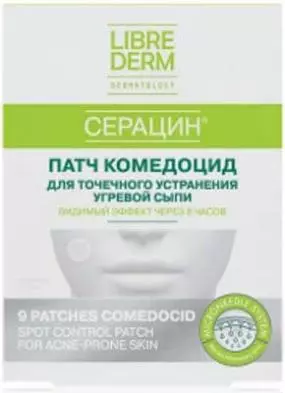 LIBRE
DERM
DERMATOLOGY
СЕРАЦИН®
ПАТЧ КОМЕДОЦИД
ДЛЯ ТОЧЕЧНОГО УСТРАНЕНИЯ
УГРЕВОЙ СЫПИ
ВИДИМЫЙ ЭФФЕКТ ЧЕРЕЗ 8 ЧАСОВ
9 PATCHES COMEDOCID
SPOT CONTROL PATCH
FOR ACNE-PRONE SKIN
MICRONEEDLE SYSTEM